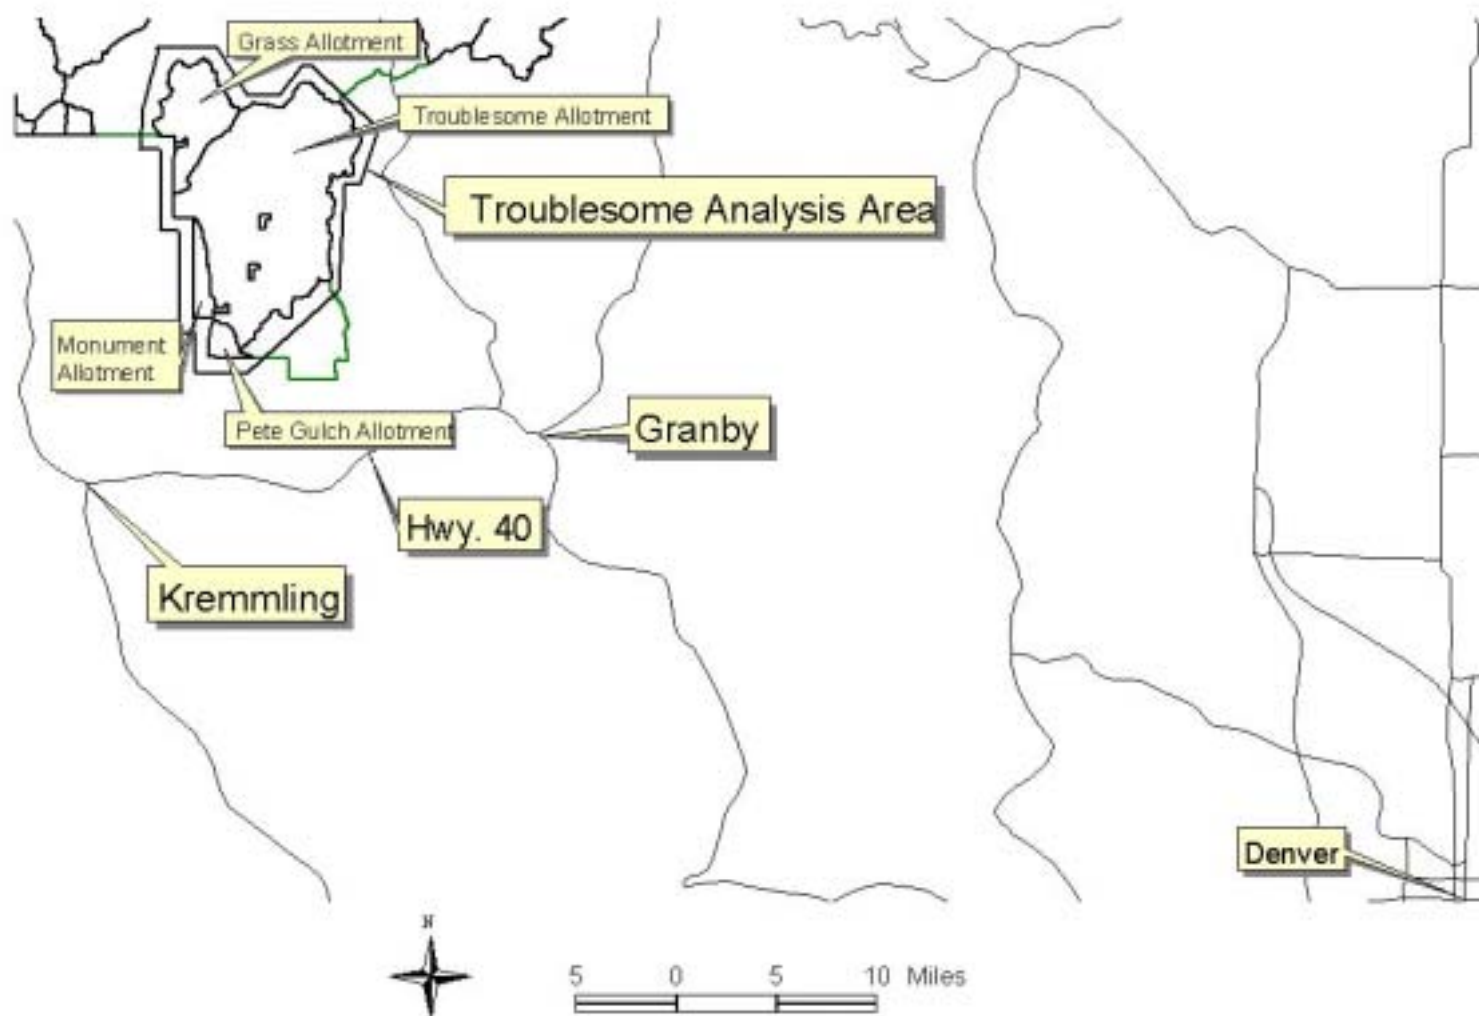 Grass Allotment
Troublesome Allotment
Troublesome Analysis Area
Monument
Allotment
Pete Gulch Allotment
Granby
Hwy. 40
Kremmling
Denver
N
5 0 5 10 Miles